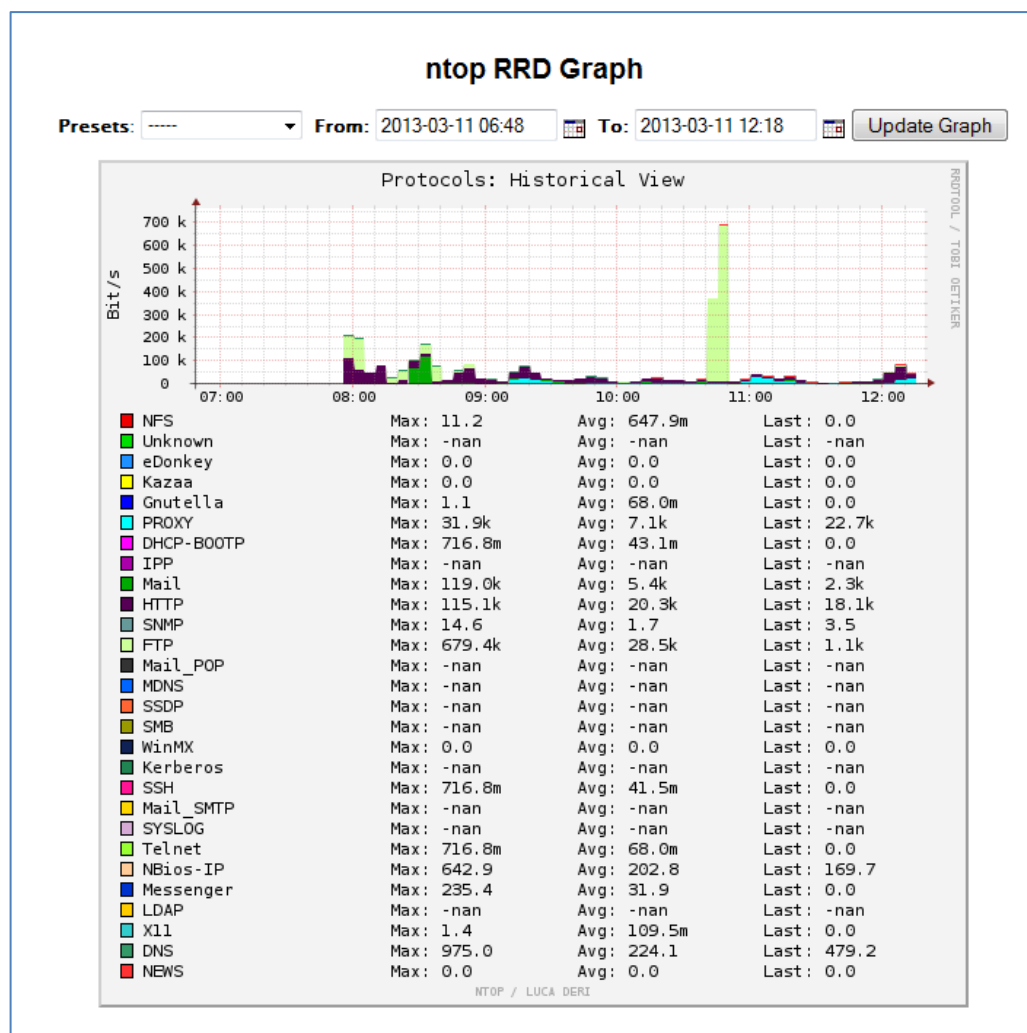 ntop RRD Graph
Presets: ----- From: 2013-03-11 06:48 To: 2013-03-11 12:18 Update Graph
Protocols: Historical View
RRDTOOL / TOBI OETIKER
Bit/s
700 k
600 k
500 k
400 k
300 k
200 k
100 k
0
07:00 08:00 09:00 10:00 11:00 12:00
NFS Max: 11.2 Avg: 647.9m Last: 0.0
Unknown Max: -nan Avg: -nan Last: -nan
eDonkey Max: 0.0 Avg: 0.0 Last: 0.0
Kazaa Max: 0.0 Avg: 0.0 Last: 0.0
Gnutella Max: 1.1 Avg: 68.0m Last: 0.0
PROXY Max: 31.9k Avg: 7.1k Last: 22.7k
DHCP-BOOTP Max: 716.8m Avg: 43.1m Last: 0.0
IPP Max: -nan Avg: -nan Last: -nan
Mail Max: 119.0k Avg: 5.4k Last: 2.3k
HTTP Max: 115.1k Avg: 20.3k Last: 18.1k
SNMP Max: 14.6 Avg: 1.7 Last: 3.5
FTP Max: 679.4k Avg: 28.5k Last: 1.1k
Mail_POP Max: -nan Avg: -nan Last: -nan
MDNS Max: -nan Avg: -nan Last: -nan
SSDP Max: -nan Avg: -nan Last: -nan
SMB Max: -nan Avg: -nan Last: -nan
WinMX Max: 0.0 Avg: 0.0 Last: 0.0
Kerberos Max: -nan Avg: -nan Last: -nan
SSH Max: 716.8m Avg: 41.5m Last: 0.0
Mail_SMTP Max: -nan Avg: -nan Last: -nan
SYSLOG Max: -nan Avg: -nan Last: -nan
Telnet Max: 716.8m Avg: 68.0m Last: 0.0
NBios-IP Max: 642.9 Avg: 202.8 Last: 169.7
Messenger Max: 235.4 Avg: 31.9 Last: 0.0
LDAP Max: -nan Avg: -nan Last: -nan
X11 Max: 1.4 Avg: 109.5m Last: 0.0
DNS Max: 975.0 Avg: 224.1 Last: 479.2
NEWS Max: 0.0 Avg: 0.0 Last: 0.0
NTOP / LUCA DERI